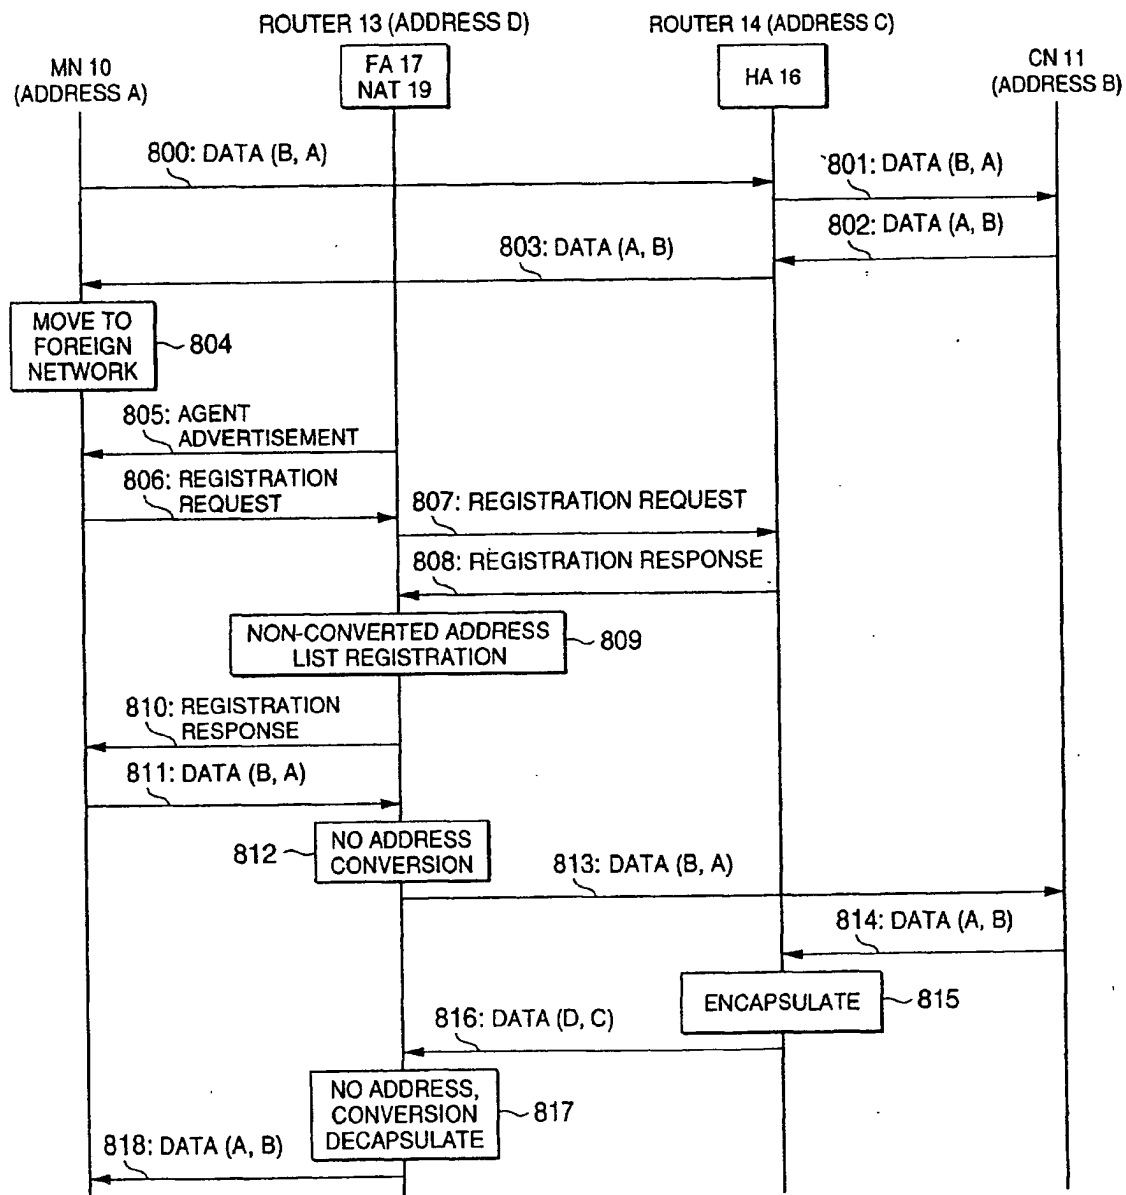 ROUTER 13 (ADDRESS D)
ROUTER 14 (ADDRESS C)
MN 10
(ADDRESS A)
FA 17
NAT 19
HA 16
CN 11
(ADDRESS B)
800: DATA (B, A)
801: DATA (B, A)
802: DATA (A, B)
803: DATA (A, B)
MOVE TO
FOREIGN
NETWORK
804
805: AGENT
ADVERTISEMENT
806: REGISTRATION
REQUEST
807: REGISTRATION REQUEST
808: REGISTRATION RESPONSE
NON-CONVERTED ADDRESS
LIST REGISTRATION
809
810: REGISTRATION
RESPONSE
811: DATA (B, A)
812
NO ADDRESS
CONVERSION
813: DATA (B, A)
814: DATA (A, B)
ENCAPSULATE
815
816: DATA (D, C)
NO ADDRESS,
CONVERSION
DECAPSULATE
817
818: DATA (A, B)